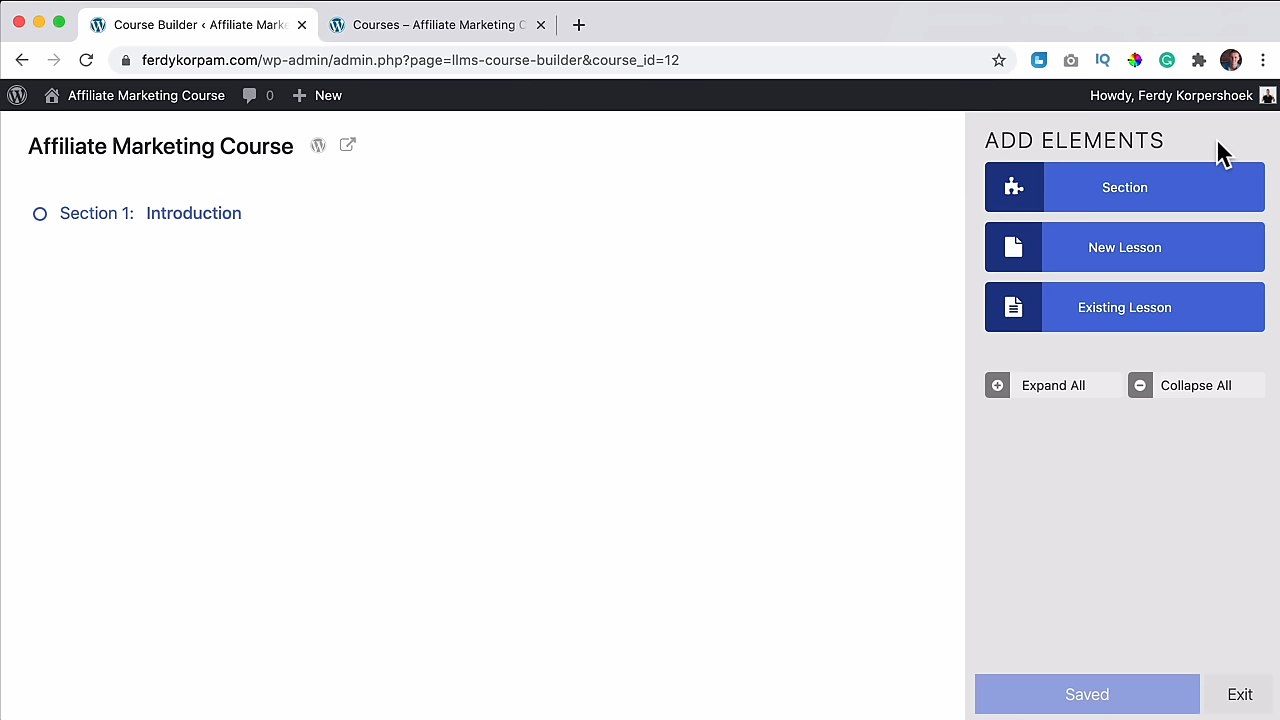 Course Builder ‹ Affiliate Mark
Courses – Affiliate Marketing C
ferdykorpam.com/wp-admin/admin.php?page=llms-course-builder&course_id=12
Affiliate Marketing Course
0
New
Howdy, Ferdy Korpershoek
Affiliate Marketing Course
Section 1: Introduction
ADD ELEMENTS
Section
New Lesson
Existing Lesson
Expand All
Collapse All
Saved
Exit